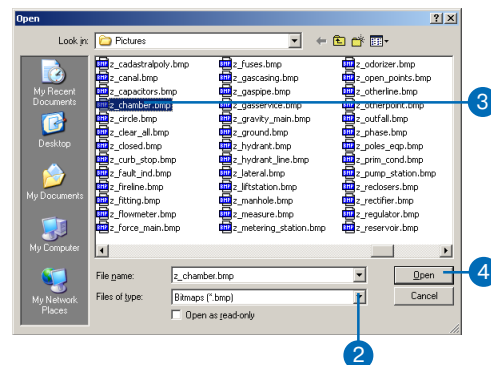 Open
Look in:
Pictures
My Recent Documents
Desktop
My Documents
My Computer
My Network Places
z_cadastralpoly.bmp
z_canal.bmp
z_capacitors.bmp
z_chamber.bmp
z_circle.bmp
z_clear_all.bmp
z_closed.bmp
z_curb_stop.bmp
z_fault_ind.bmp
z_fireline.bmp
z_fitting.bmp
z_flowmeter.bmp
z_force_main.bmp
z_fuses.bmp
z_gascasing.bmp
z_gaspipe.bmp
z_gasservice.bmp
z_gravity_main.bmp
z_ground.bmp
z_hydrant.bmp
z_hydrant_line.bmp
z_lateral.bmp
z_liftstation.bmp
z_manhole.bmp
z_measure.bmp
z_metering_station.bmp
z_odorizer.bmp
z_open_points.bmp
z_otherline.bmp
z_otherpoint.bmp
z_outfall.bmp
z_phase.bmp
z_poles_eqp.bmp
z_prim_cond.bmp
z_pump_station.bmp
z_reclosers.bmp
z_rectifier.bmp
z_regulator.bmp
z_reservoir.bmp
3
File name:
z_chamber.bmp
Open
4
Files of type:
Bitmaps (*.bmp)
Cancel
Open as read-only
2